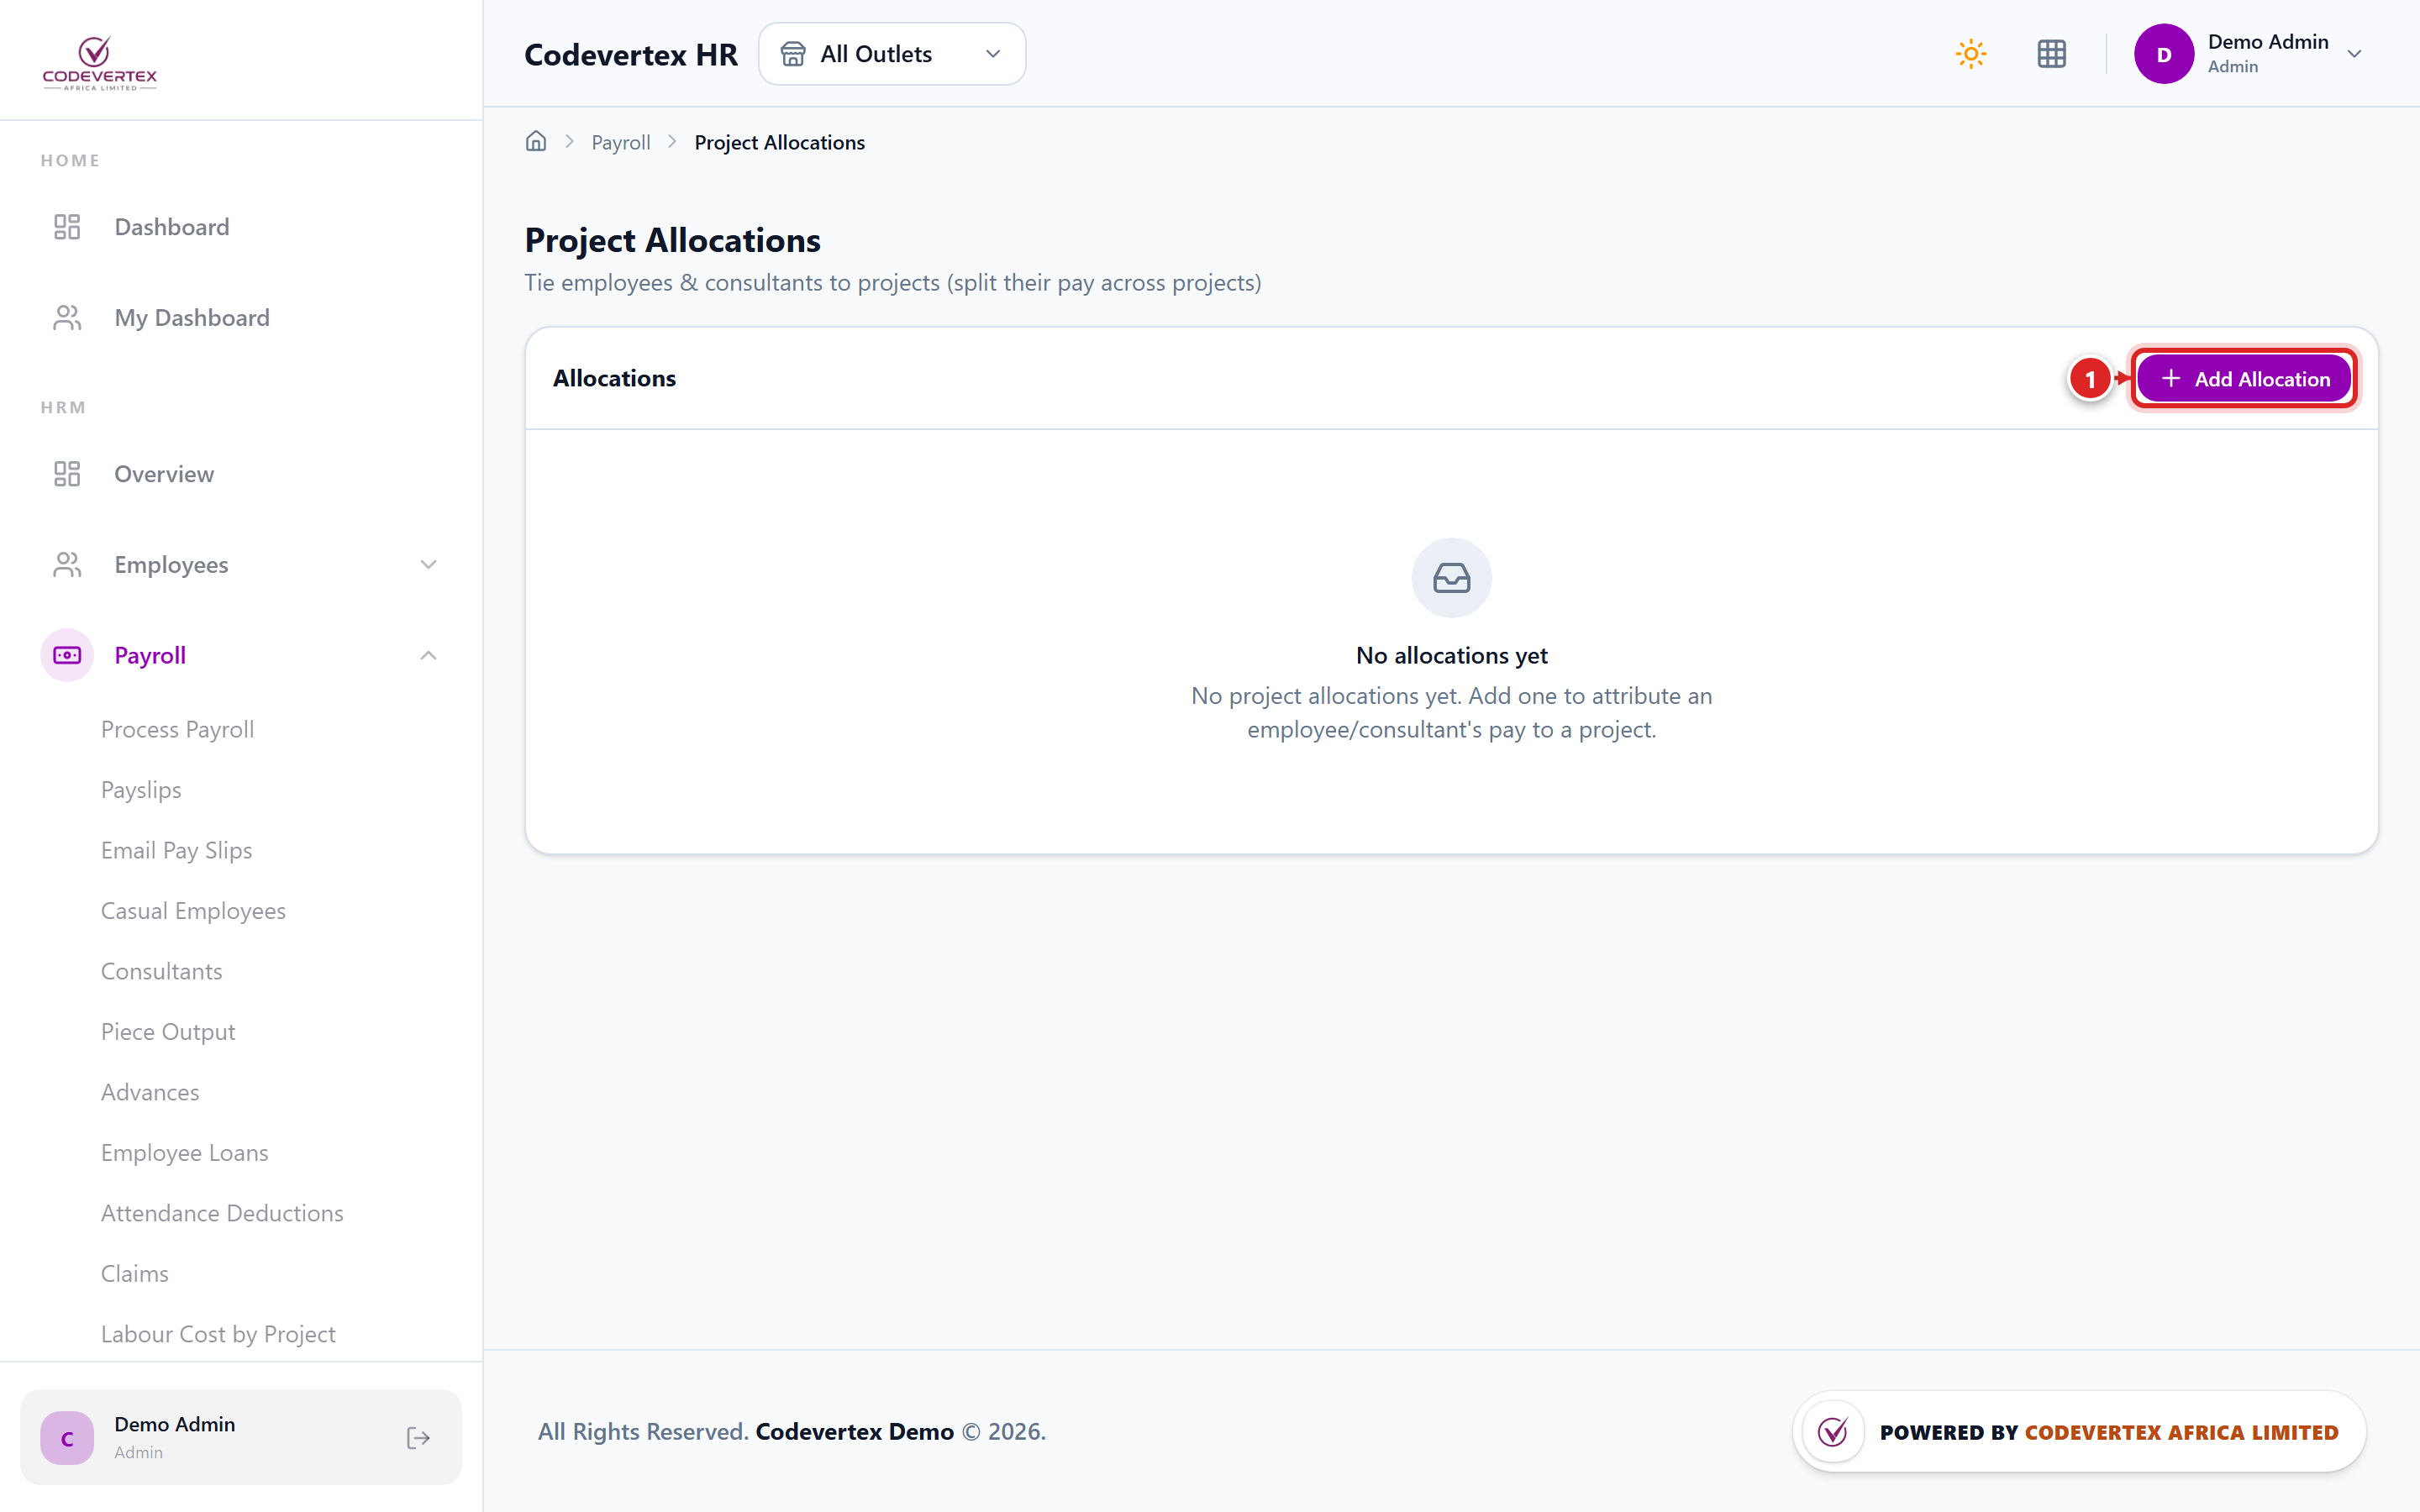 CODEVERTEX
AFRICA LIMITED
HOME
Dashboard
My Dashboard
HRM
Overview
Employees
Payroll
Process Payroll
Payslips
Email Pay Slips
Casual Employees
Consultants
Piece Output
Advances
Employee Loans
Attendance Deductions
Claims
Labour Cost by Project
C
Demo Admin
Admin
Codevertex HR
All Outlets
D
Demo Admin
Admin
Payroll
Project Allocations
Project Allocations
Tie employees & consultants to projects (split their pay across projects)
Allocations
1
Add Allocation
No allocations yet
No project allocations yet. Add one to attribute an
employee/consultant's pay to a project.
All Rights Reserved. Codevertex Demo © 2026.
POWERED BY CODEVERTEX AFRICA LIMITED